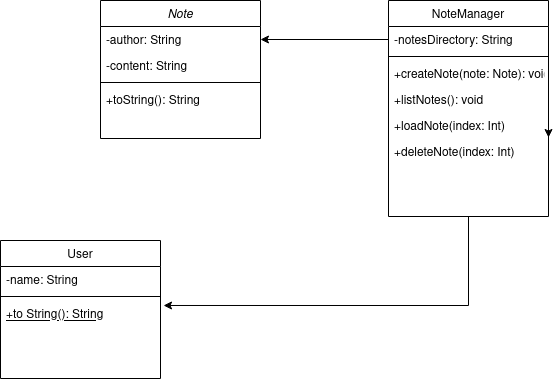 Note
-author: String
-content: String
+toString(): String
NoteManager
-notesDirectory: String
+createNote(note: Note): voi
+listNotes(): void
+loadNote(index: Int)
+deleteNote(index: Int)
User
-name: String
+to String(): String